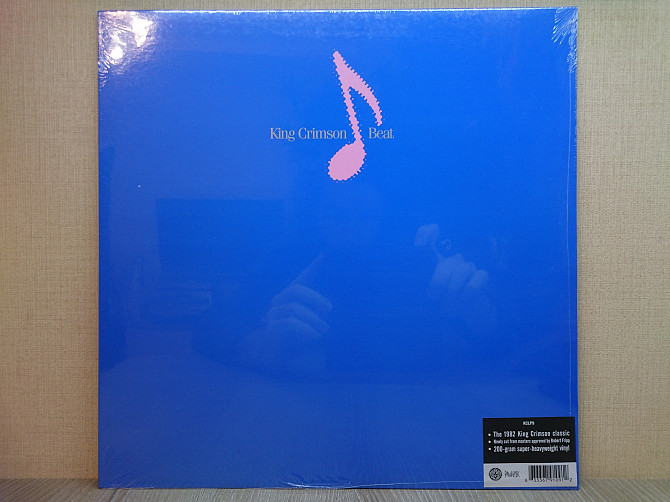 King Crimson Beat
KCLP9
• The 1982 King Crimson classic
• Newly cut from masters approved by Robert Fripp
• 200-gram super-heavyweight vinyl